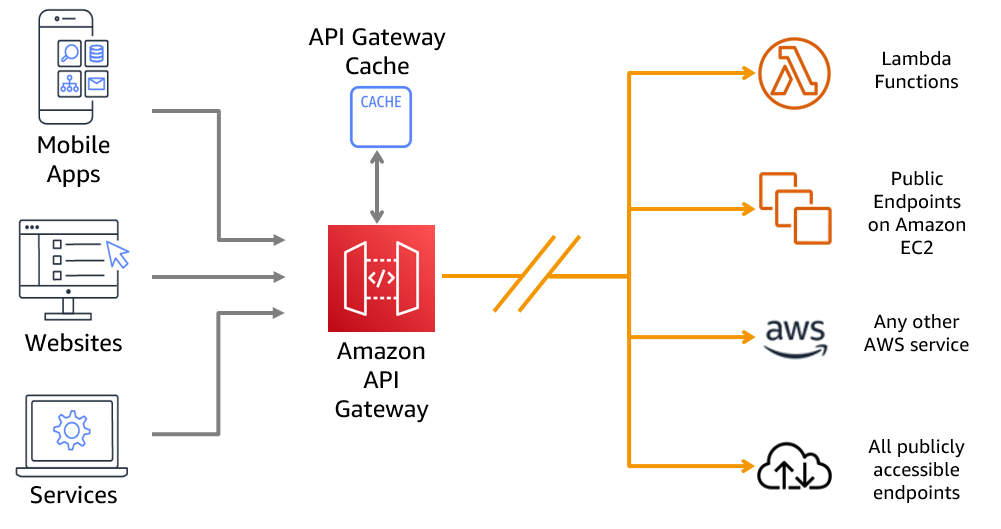 Mobile
Apps
Websites
Services
API Gateway
Cache
CACHE
</>
Amazon
API
Gateway
Lambda
Functions
Public
Endpoints
on Amazon
EC2
aws
Any other
AWS service
All publicly
accessible
endpoints